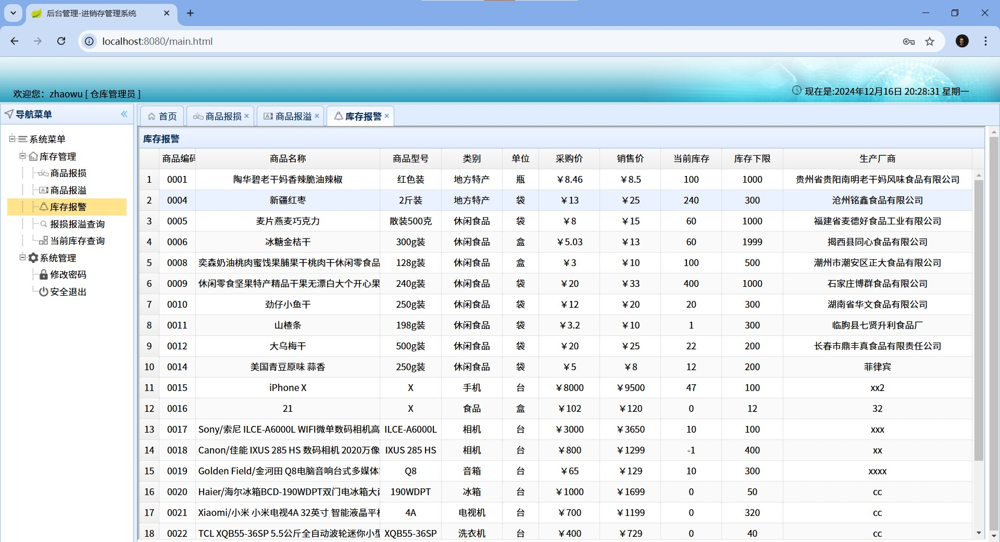 后台管理-进销存管理系统
localhost:8080/main.html
欢迎您：zhaowu [ 仓库管理员 ]
现在是:2024年12月16日 20:28:31 星期一
导航菜单
系统菜单
库存管理
商品报损
商品报溢
库存报警
报损报溢查询
当前库存查询
系统管理
修改密码
安全退出
首页 商品报损 商品报溢 库存报警
库存报警
商品编码 商品名称 商品型号 类别 单位 采购价 销售价 当前库存 库存下限 生产厂商
1 0001 陶华碧老干妈香辣脆油辣椒 红色装 地方特产 瓶 ¥8.46 ¥8.5 100 1000 贵州省贵阳南明老干妈风味食品有限公司
2 0004 新疆红枣 2斤装 地方特产 袋 ¥13 ¥25 240 300 沧州铭鑫食品有限公司
3 0005 麦片燕麦巧克力 散装500克 休闲食品 袋 ¥8 ¥15 60 1000 福建省麦德好食品工业有限公司
4 0006 冰糖金桔干 300g装 休闲食品 盒 ¥5.03 ¥13 60 1999 揭西县同心食品有限公司
5 0008 奕森奶油桃肉蜜饯果脯果干桃肉干休闲零食品 128g装 休闲食品 盒 ¥3 ¥10 100 500 潮州市潮安区正大食品有限公司
6 0009 休闲零食坚果特产精品干果无漂白大个开心果 240g装 休闲食品 袋 ¥20 ¥33 400 1000 石家庄博群食品有限公司
7 0010 劲仔小鱼干 250g装 休闲食品 袋 ¥12 ¥20 20 300 湖南省华文食品有限公司
8 0011 山楂条 198g装 休闲食品 袋 ¥3.2 ¥10 1 300 临朐县七贤升利食品厂
9 0012 大乌梅干 500g装 休闲食品 袋 ¥20 ¥25 22 200 长春市鼎丰真食品有限责任公司
10 0014 美国青豆原味 蒜香 250g装 休闲食品 袋 ¥5 ¥8 12 200 菲律宾
11 0015 iPhone X X 手机 台 ¥8000 ¥9500 47 100 xx2
12 0016 21 X 食品 盒 ¥102 ¥120 0 12 32
13 0017 Sony/索尼 ILCE-A6000L WIFI微单数码相机高 ILCE-A6000L 相机 台 ¥3000 ¥3650 10 100 xxx
14 0018 Canon/佳能 IXUS 285 HS 数码相机 2020万像 IXUS 285 HS 相机 台 ¥800 ¥1299 -1 400 xx
15 0019 Golden Field/金河田 Q8电脑音响台式多媒体 Q8 音箱 台 ¥65 ¥129 10 300 xxxx
16 0020 Haier/海尔冰箱BCD-190WDPT双门电冰箱大 190WDPT 冰箱 台 ¥1000 ¥1699 0 50 cc
17 0021 Xiaomi/小米 小米电视4A 32英寸 智能液晶平 4A 电视机 台 ¥700 ¥1199 0 320 cc
18 0022 TCL XQB55-36SP 5.5公斤全自动波轮迷你小型 XQB55-36SP 洗衣机 台 ¥400 ¥729 0 40 cc